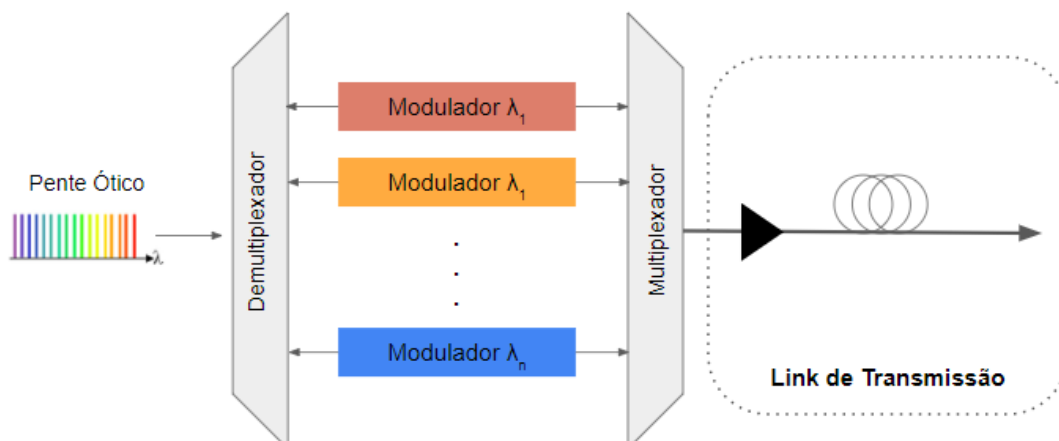 Pente Ótico
λ
Demultiplexador
Modulador λ₁
Modulador λ₁
.
.
.
Modulador λₙ
Multiplexador
Link de Transmissão